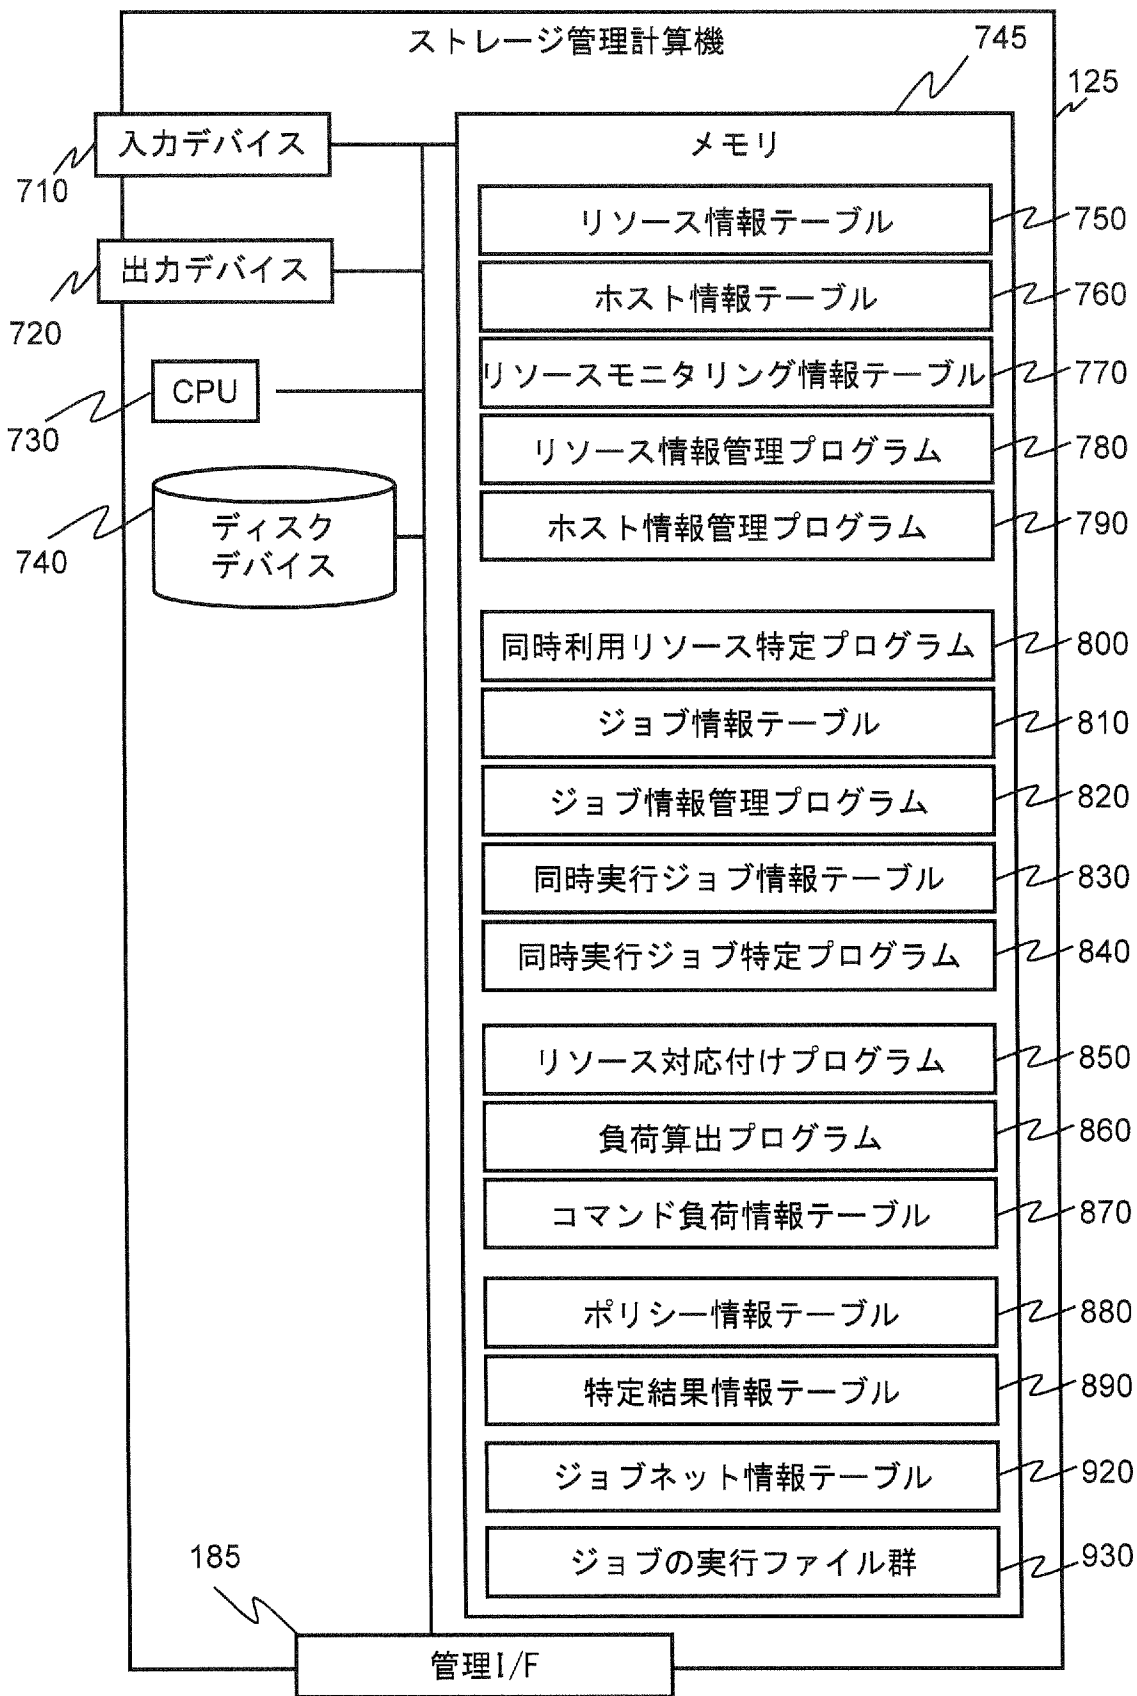 ストレージ管理計算機
745
125
入力デバイス
710
出力デバイス
720
CPU
730
ディスク
デバイス
740
メモリ
リソース情報テーブル
750
ホスト情報テーブル
760
リソースモニタリング情報テーブル
770
リソース情報管理プログラム
780
ホスト情報管理プログラム
790
同時利用リソース特定プログラム
800
ジョブ情報テーブル
810
ジョブ情報管理プログラム
820
同時実行ジョブ情報テーブル
830
同時実行ジョブ特定プログラム
840
リソース対応付けプログラム
850
負荷算出プログラム
860
コマンド負荷情報テーブル
870
ポリシー情報テーブル
880
特定結果情報テーブル
890
ジョブネット情報テーブル
920
ジョブの実行ファイル群
930
185
管理I/F